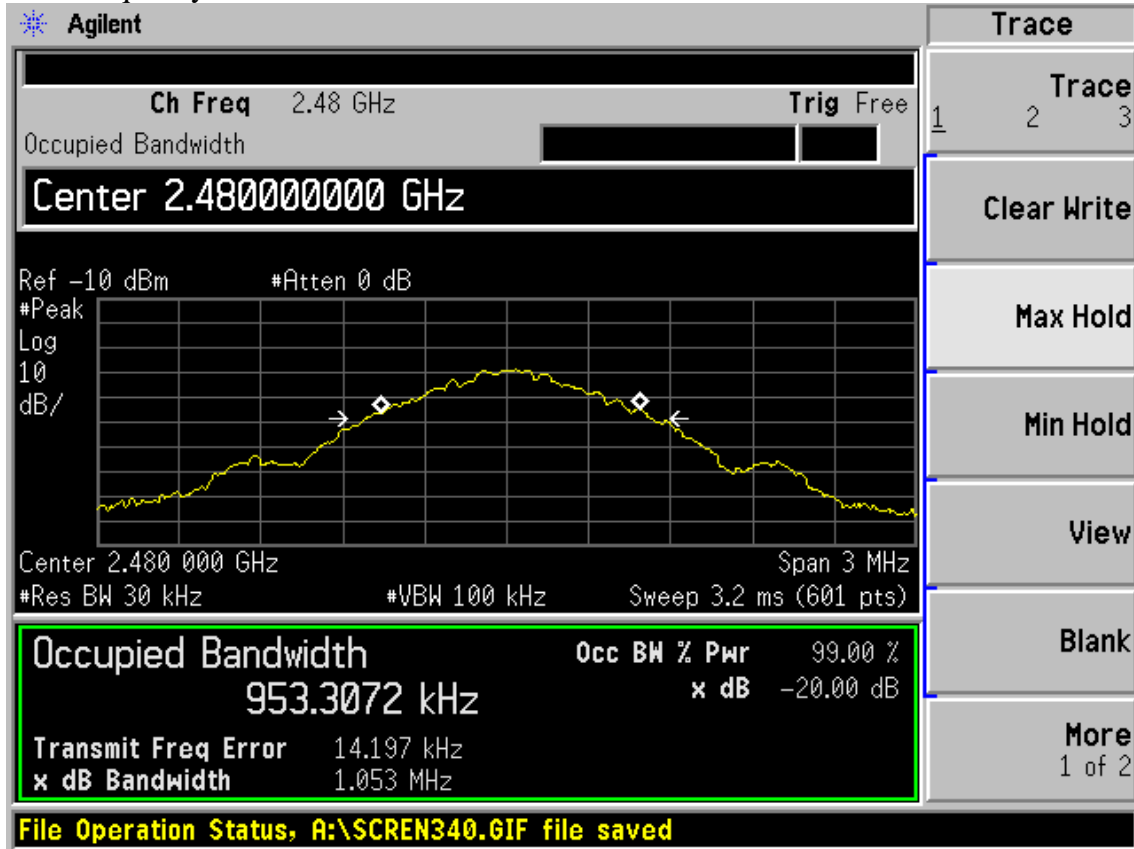 Agilent
Trace
Ch Freq 2.48 GHz Trig Free
Occupied Bandwidth
Center 2.480000000 GHz
Ref –10 dBm #Atten 0 dB
#Peak
Log
10
dB/
Center 2.480 000 GHz Span 3 MHz
#Res BW 30 kHz #VBW 100 kHz Sweep 3.2 ms (601 pts)
Occupied Bandwidth
953.3072 kHz
Occ BW % Pwr 99.00 %
x dB –20.00 dB
Transmit Freq Error 14.197 kHz
x dB Bandwidth 1.053 MHz
File Operation Status, A:\SCREN340.GIF file saved
Trace
1 2 3
Clear Write
Max Hold
Min Hold
View
Blank
More
1 of 2